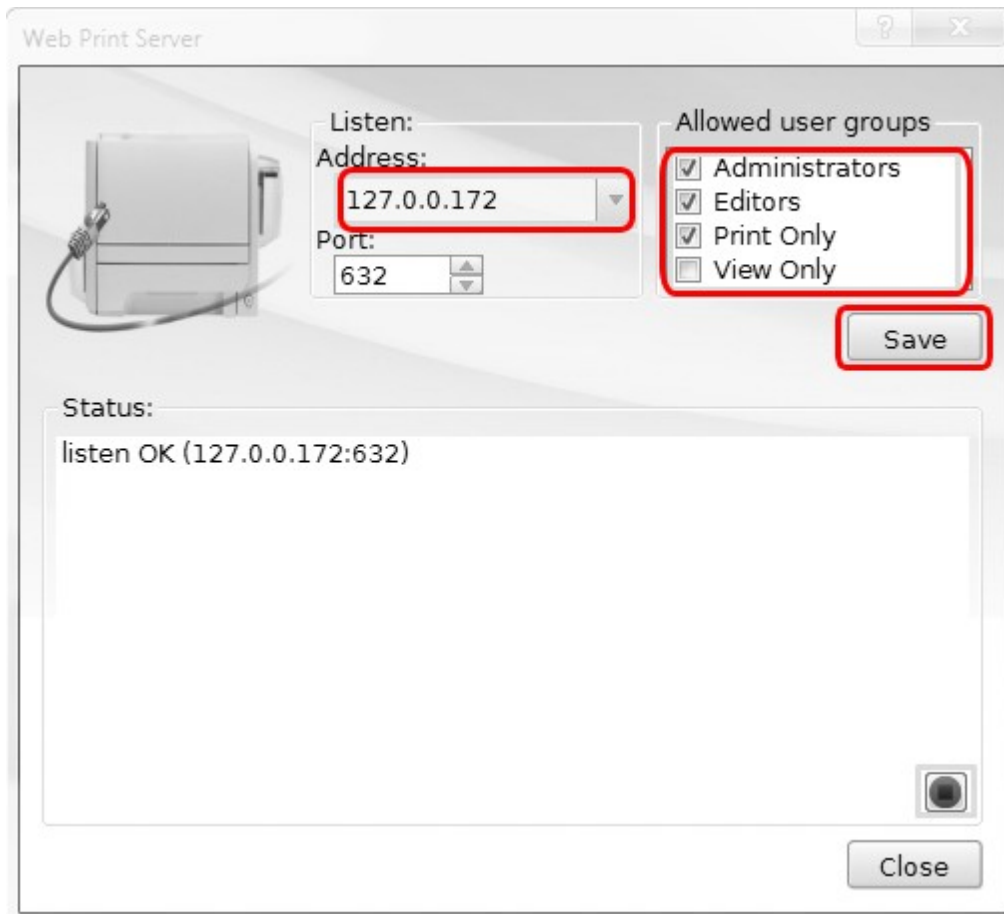 Web Print Server
Listen:
Address:
127.0.0.172
Port:
632
Allowed user groups
Administrators
Editors
Print Only
View Only
Save
Status:
listen OK (127.0.0.172:632)
Close